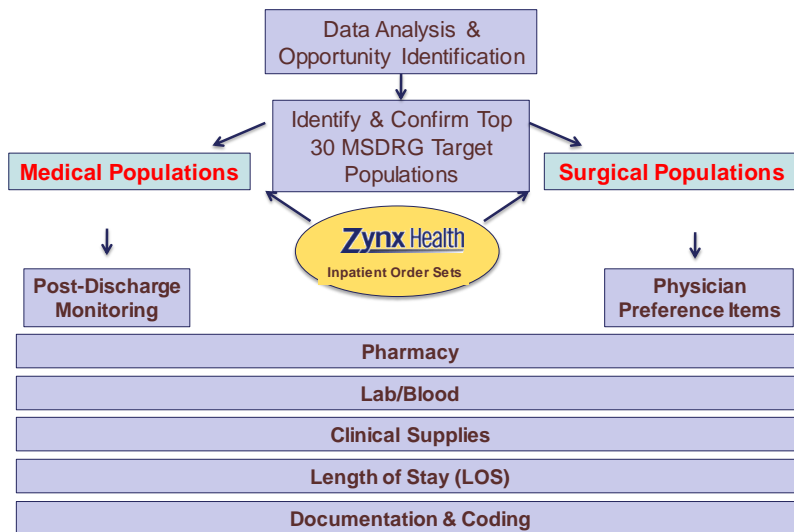 Data Analysis &
Opportunity Identification
Identify & Confirm Top
30 MSDRG Target
Populations
Medical Populations
Surgical Populations
Zynx Health
Inpatient Order Sets
Post-Discharge
Monitoring
Physician
Preference Items
Pharmacy
Lab/Blood
Clinical Supplies
Length of Stay (LOS)
Documentation & Coding